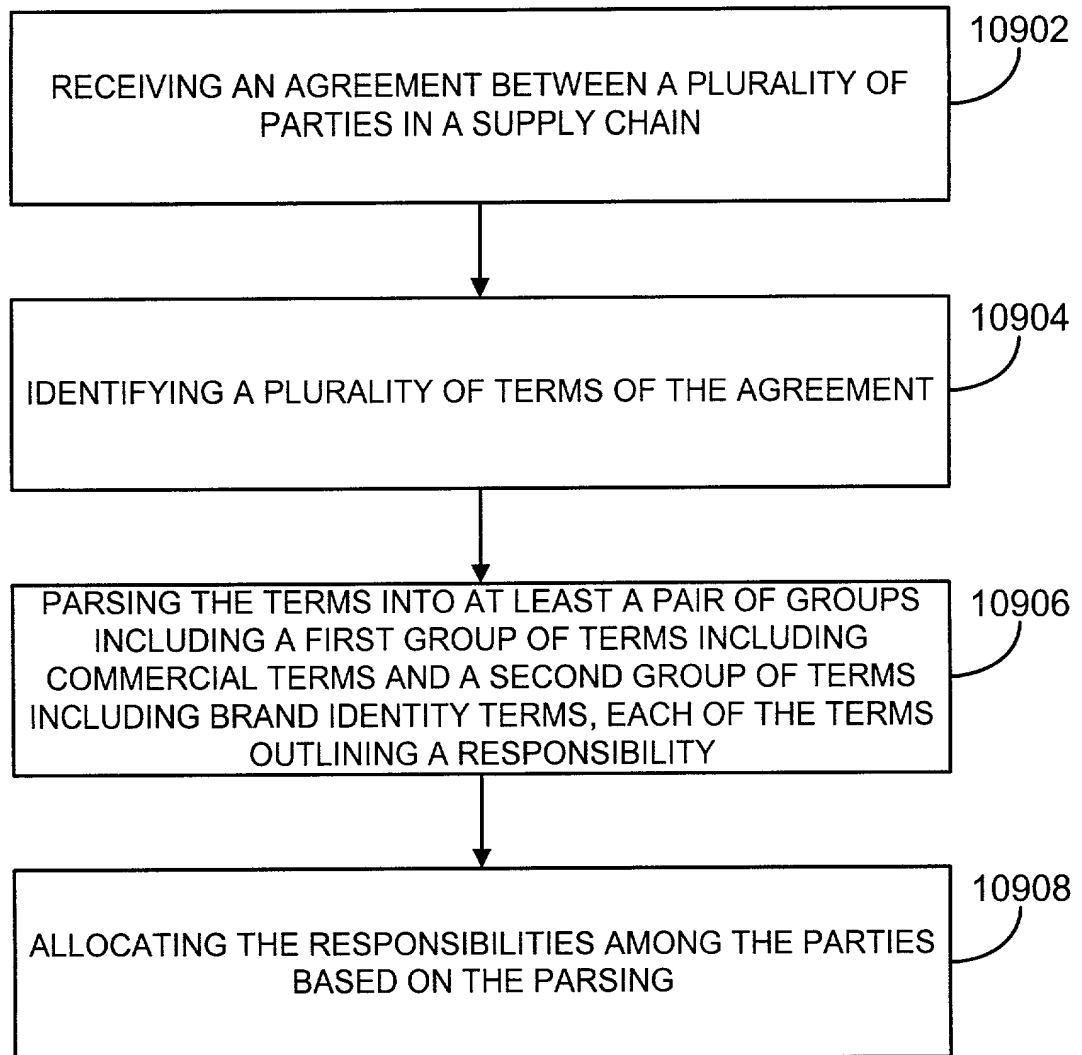 10902
RECEIVING AN AGREEMENT BETWEEN A PLURALITY OF
PARTIES IN A SUPPLY CHAIN
10904
IDENTIFYING A PLURALITY OF TERMS OF THE AGREEMENT
10906
PARSING THE TERMS INTO AT LEAST A PAIR OF GROUPS
INCLUDING A FIRST GROUP OF TERMS INCLUDING
COMMERCIAL TERMS AND A SECOND GROUP OF TERMS
INCLUDING BRAND IDENTITY TERMS, EACH OF THE TERMS
OUTLINING A RESPONSIBILITY
10908
ALLOCATING THE RESPONSIBILITIES AMONG THE PARTIES
BASED ON THE PARSING